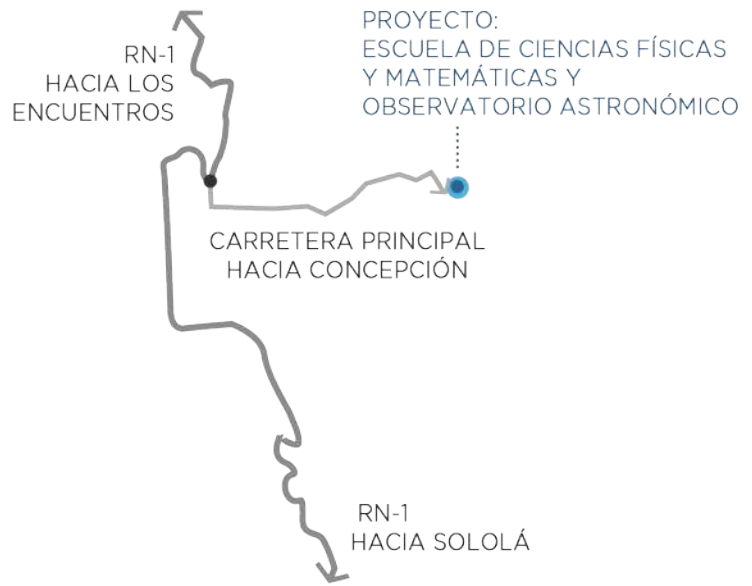 RN-1
HACIA LOS
ENCUENTROS
PROYECTO:
ESCUELA DE CIENCIAS FÍSICAS
Y MATEMÁTICAS Y
OBSERVATORIO ASTRONÓMICO
CARRETERA PRINCIPAL
HACIA CONCEPCIÓN
RN-1
HACIA SOLOLÁ